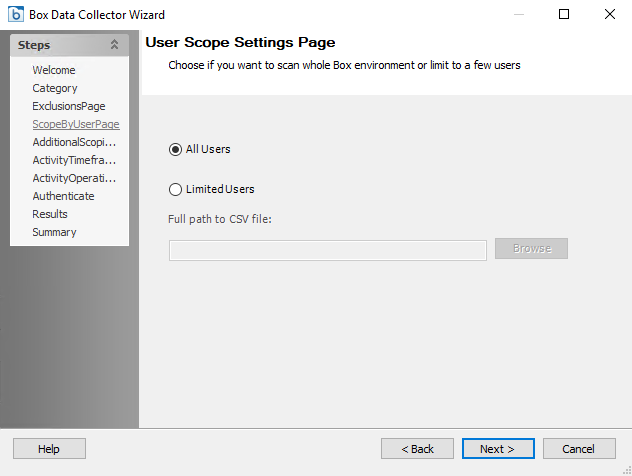 Box Data Collector Wizard
Steps
Welcome
Category
ExclusionsPage
ScopeByUserPage
AdditionalScopi...
ActivityTimefra...
ActivityOperati...
Authenticate
Results
Summary
User Scope Settings Page
Choose if you want to scan whole Box environment or limit to a few users
All Users
Limited Users
Full path to CSV file:
Browse
Help
< Back
Next >
Cancel